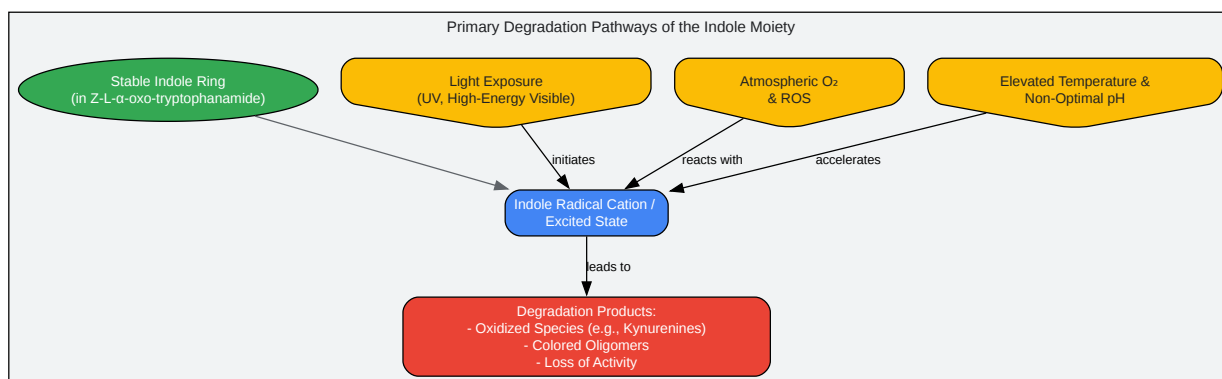 Primary Degradation Pathways of the Indole Moiety
Stable Indole Ring
(in Z-L-α-oxo-tryptophanamide)
Light Exposure
(UV, High-Energy Visible)
Atmospheric O₂
& ROS
Elevated Temperature &
Non-Optimal pH
initiates
reacts with
accelerates
Indole Radical Cation /
Excited State
leads to
Degradation Products:
- Oxidized Species (e.g., Kynurenines)
- Colored Oligomers
- Loss of Activity